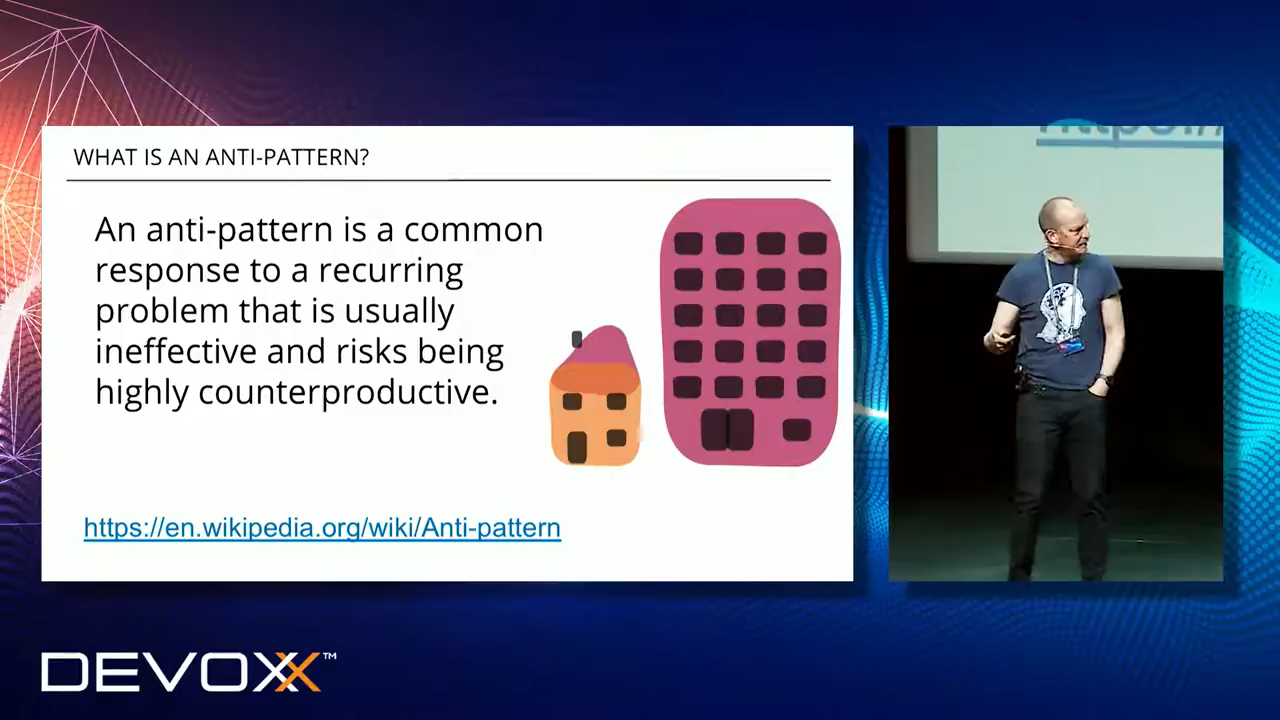 WHAT IS AN ANTI-PATTERN?
An anti-pattern is a common
response to a recurring
problem that is usually
ineffective and risks being
highly counterproductive.
https://en.wikipedia.org/wiki/Anti-pattern
DEVOXX™